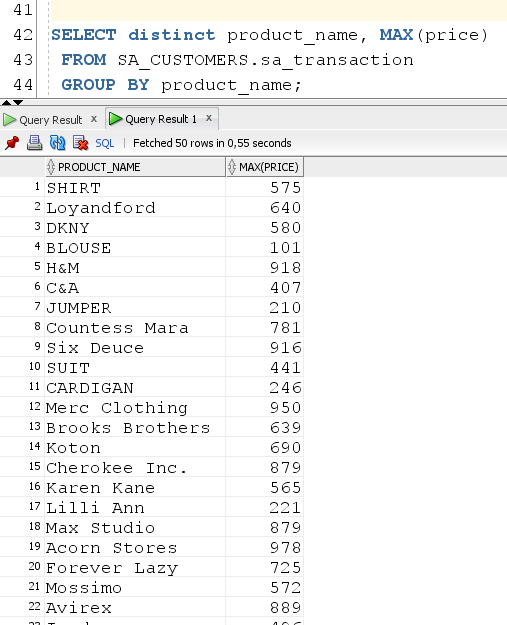 41
42 SELECT distinct product_name, MAX(price)
43 FROM SA_CUSTOMERS.sa_transaction
44 GROUP BY product_name;
Query Result x Query Result 1 x
SQL | Fetched 50 rows in 0,55 seconds
PRODUCT_NAME MAX(PRICE)
1 SHIRT 575
2 Loyandford 640
3 DKNY 580
4 BLOUSE 101
5 H&M 918
6 C&A 407
7 JUMPER 210
8 Countess Mara 781
9 Six Deuce 916
10 SUIT 441
11 CARDIGAN 246
12 Merc Clothing 950
13 Brooks Brothers 639
14 Koton 690
15 Cherokee Inc. 879
16 Karen Kane 565
17 Lilli Ann 221
18 Max Studio 879
19 Acorn Stores 978
20 Forever Lazy 725
21 Mossimo 572
22 Avirex 889